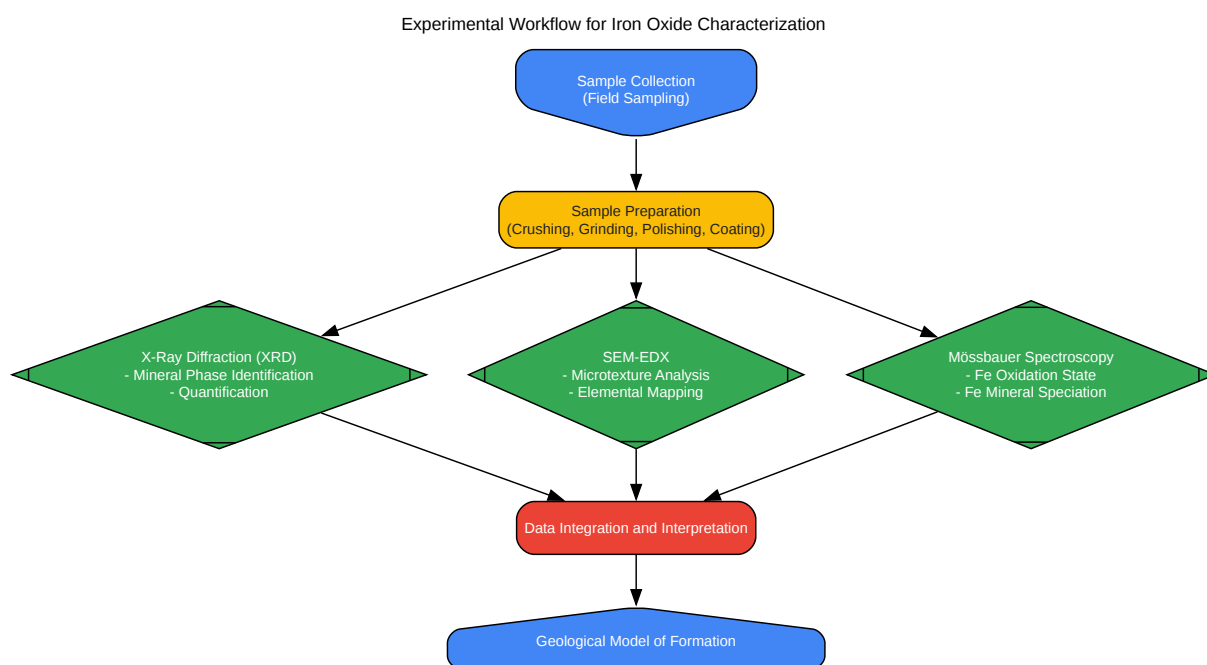 Experimental Workflow for Iron Oxide Characterization
Sample Collection
(Field Sampling)
Sample Preparation
(Crushing, Grinding, Polishing, Coating)
X-Ray Diffraction (XRD)
- Mineral Phase Identification
- Quantification
SEM-EDX
- Microtexture Analysis
- Elemental Mapping
Mössbauer Spectroscopy
- Fe Oxidation State
- Fe Mineral Speciation
Data Integration and Interpretation
Geological Model of Formation